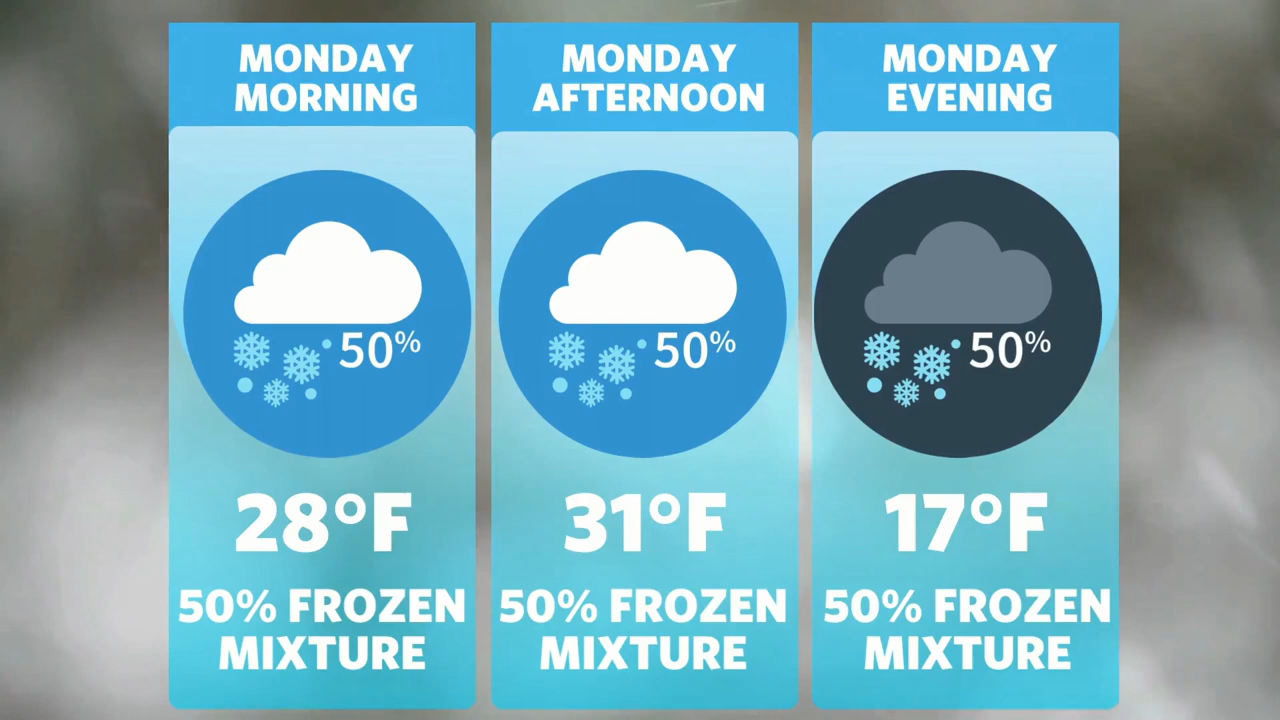 MONDAY
MORNING
50%
28°F
50% FROZEN
MIXTURE
MONDAY
AFTERNOON
50%
31°F
50% FROZEN
MIXTURE
MONDAY
EVENING
50%
17°F
50% FROZEN
MIXTURE